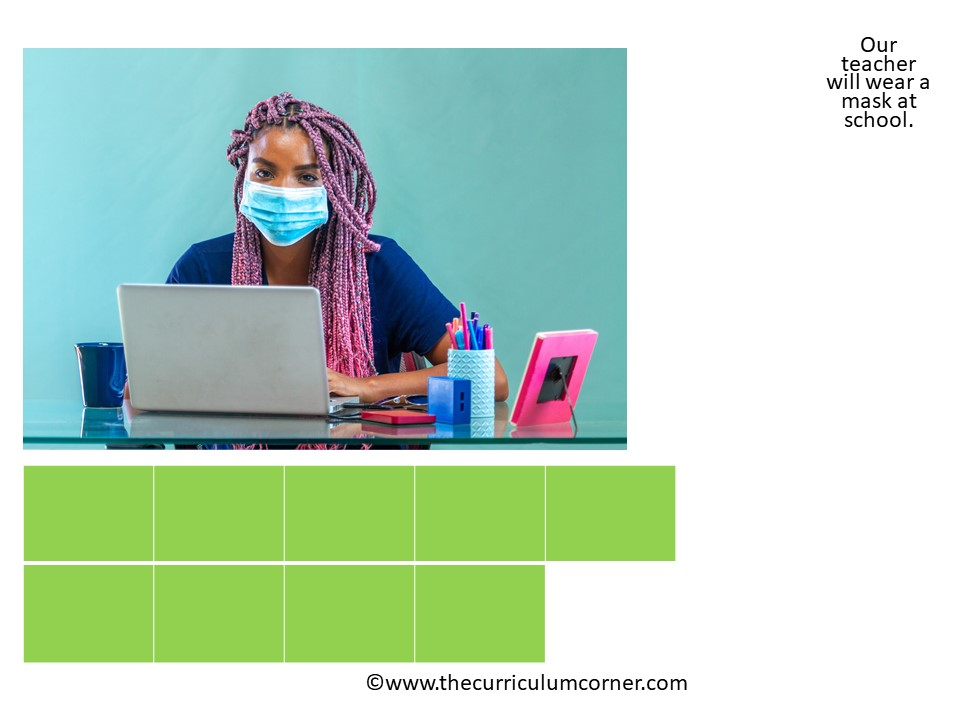 Our
teacher
will wear a
mask at
school.
©www.thecurriculumcorner.com